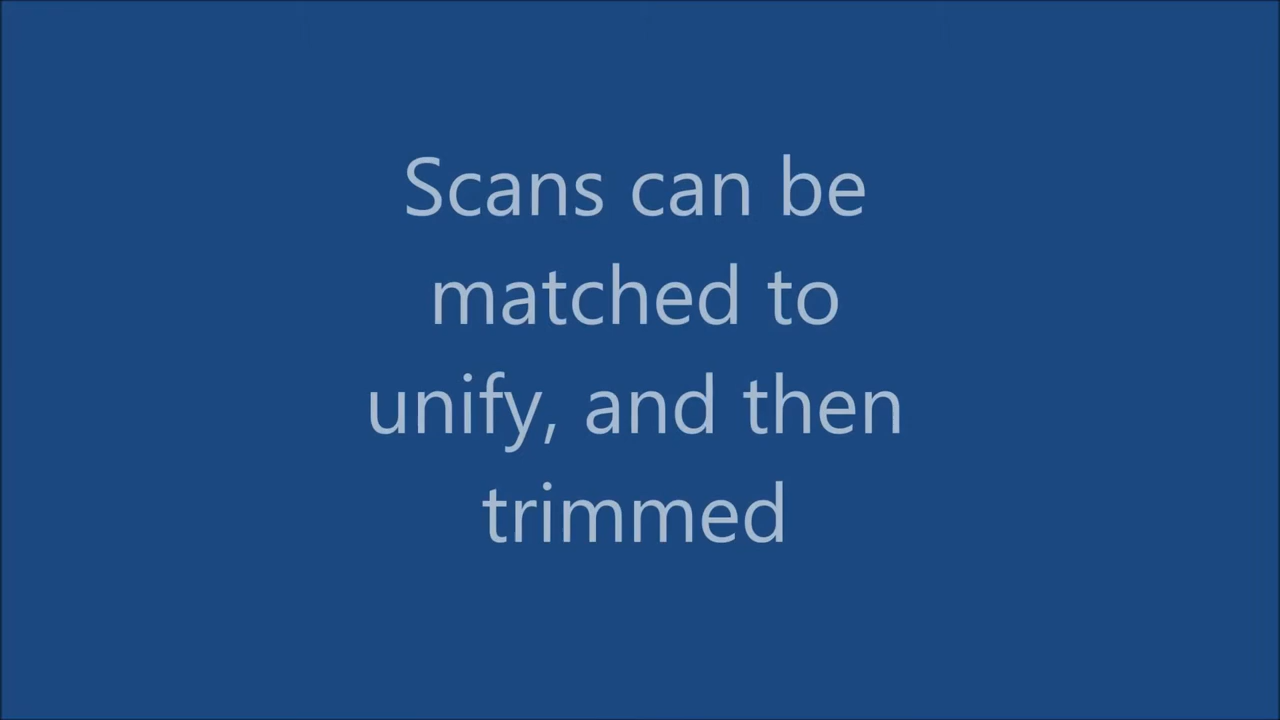 Scans can be
matched to
unify, and then
trimmed